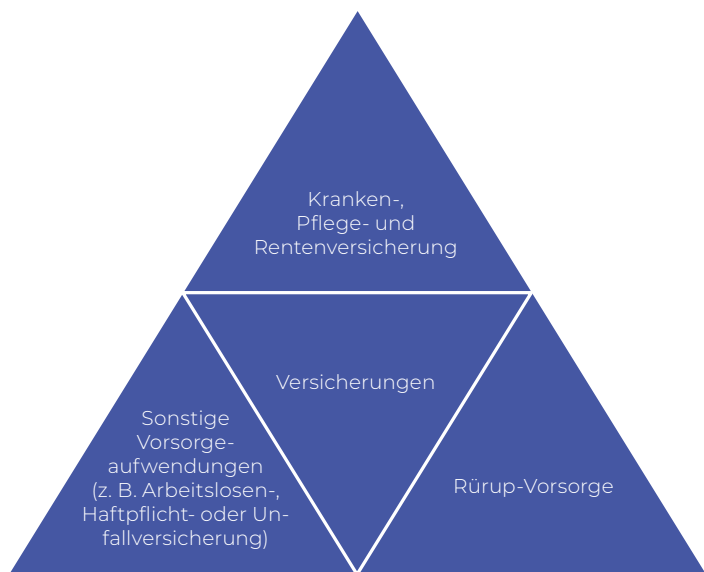 Kranken-,
Pflege- und
Rentenversicherung
Versicherungen
Sonstige
Vorsorge-
aufwendungen
(z. B. Arbeitslosen-,
Haftpflicht- oder Un-
fallversicherung)
Rürup-Vorsorge